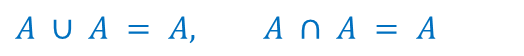 A ∪ A = A, A ∩ A = A